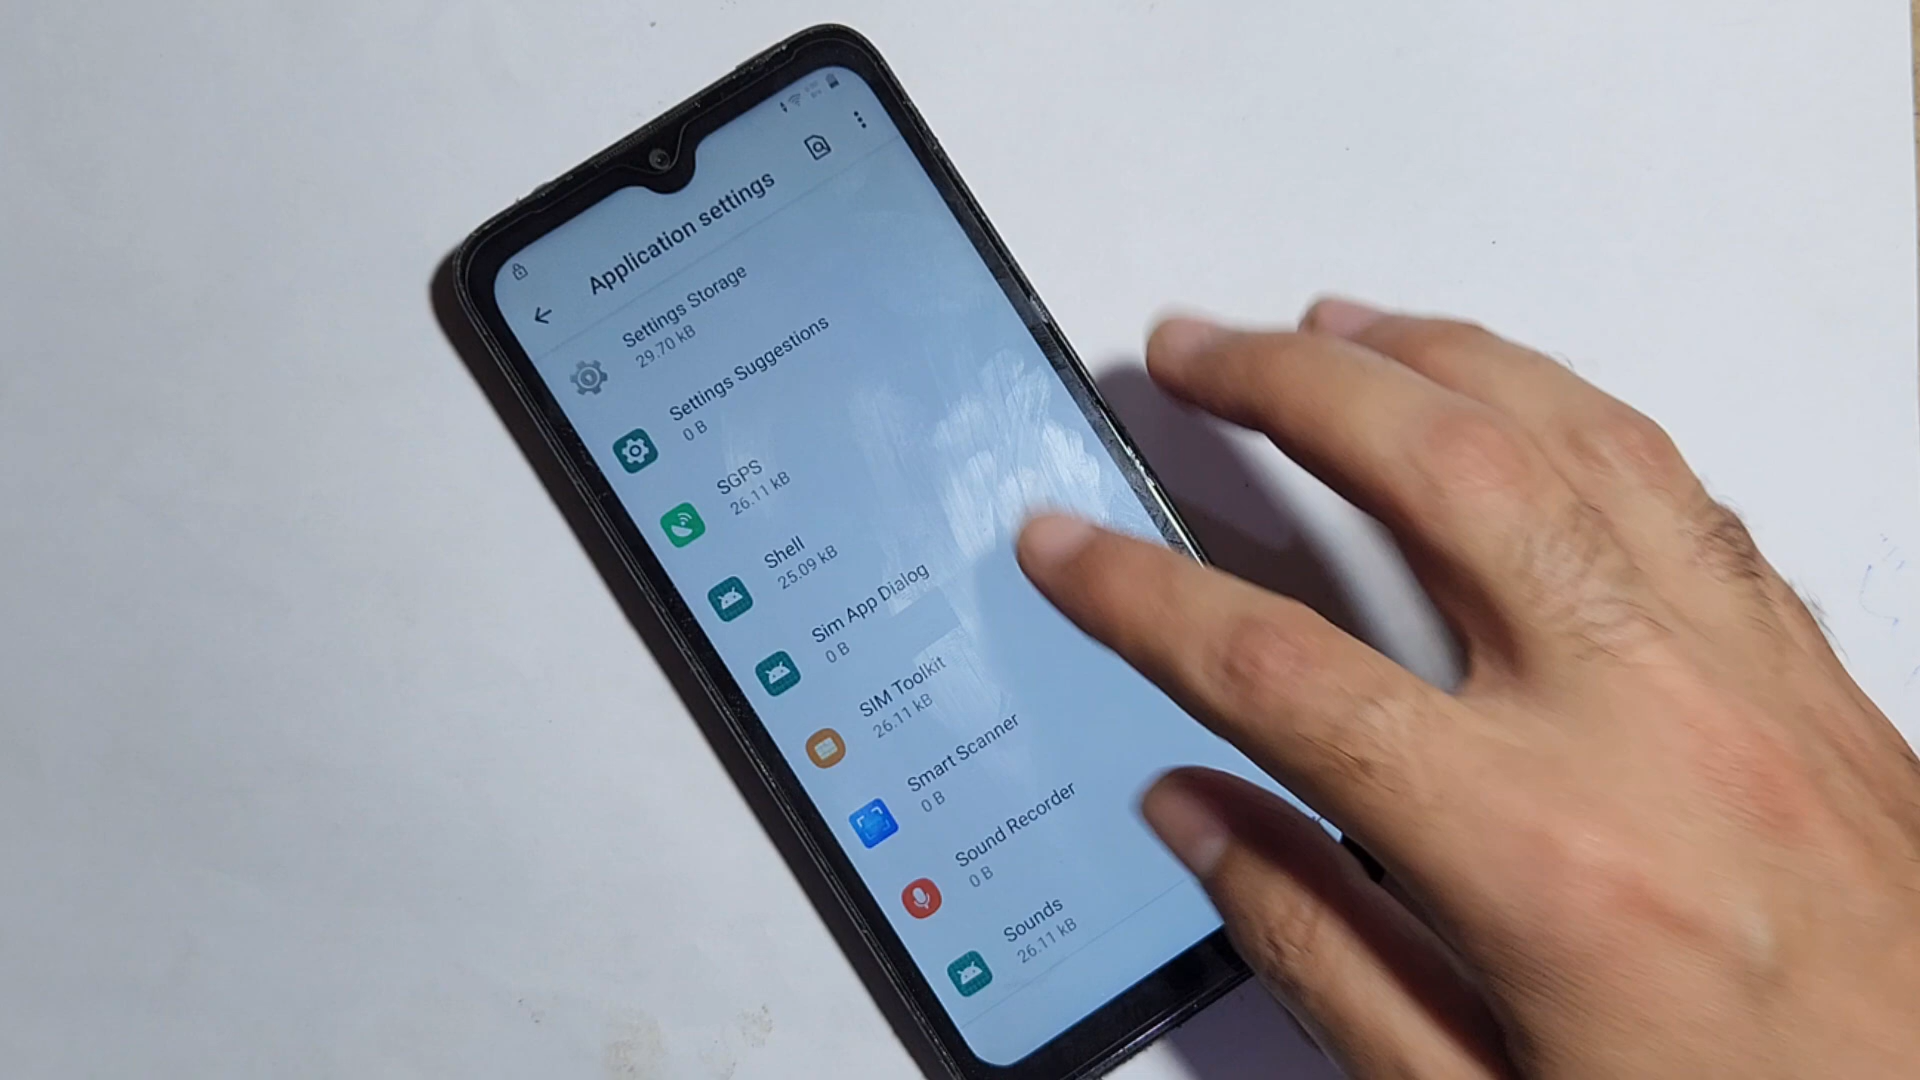 Application settings
Settings Storage
29.70 kB
Settings Suggestions
0 B
SGPS
26.11 kB
Shell
25.09 kB
Sim App Dialog
0 B
SIM Toolkit
26.11 kB
Smart Scanner
0 B
Sound Recorder
0 B
Sounds
26.11 kB